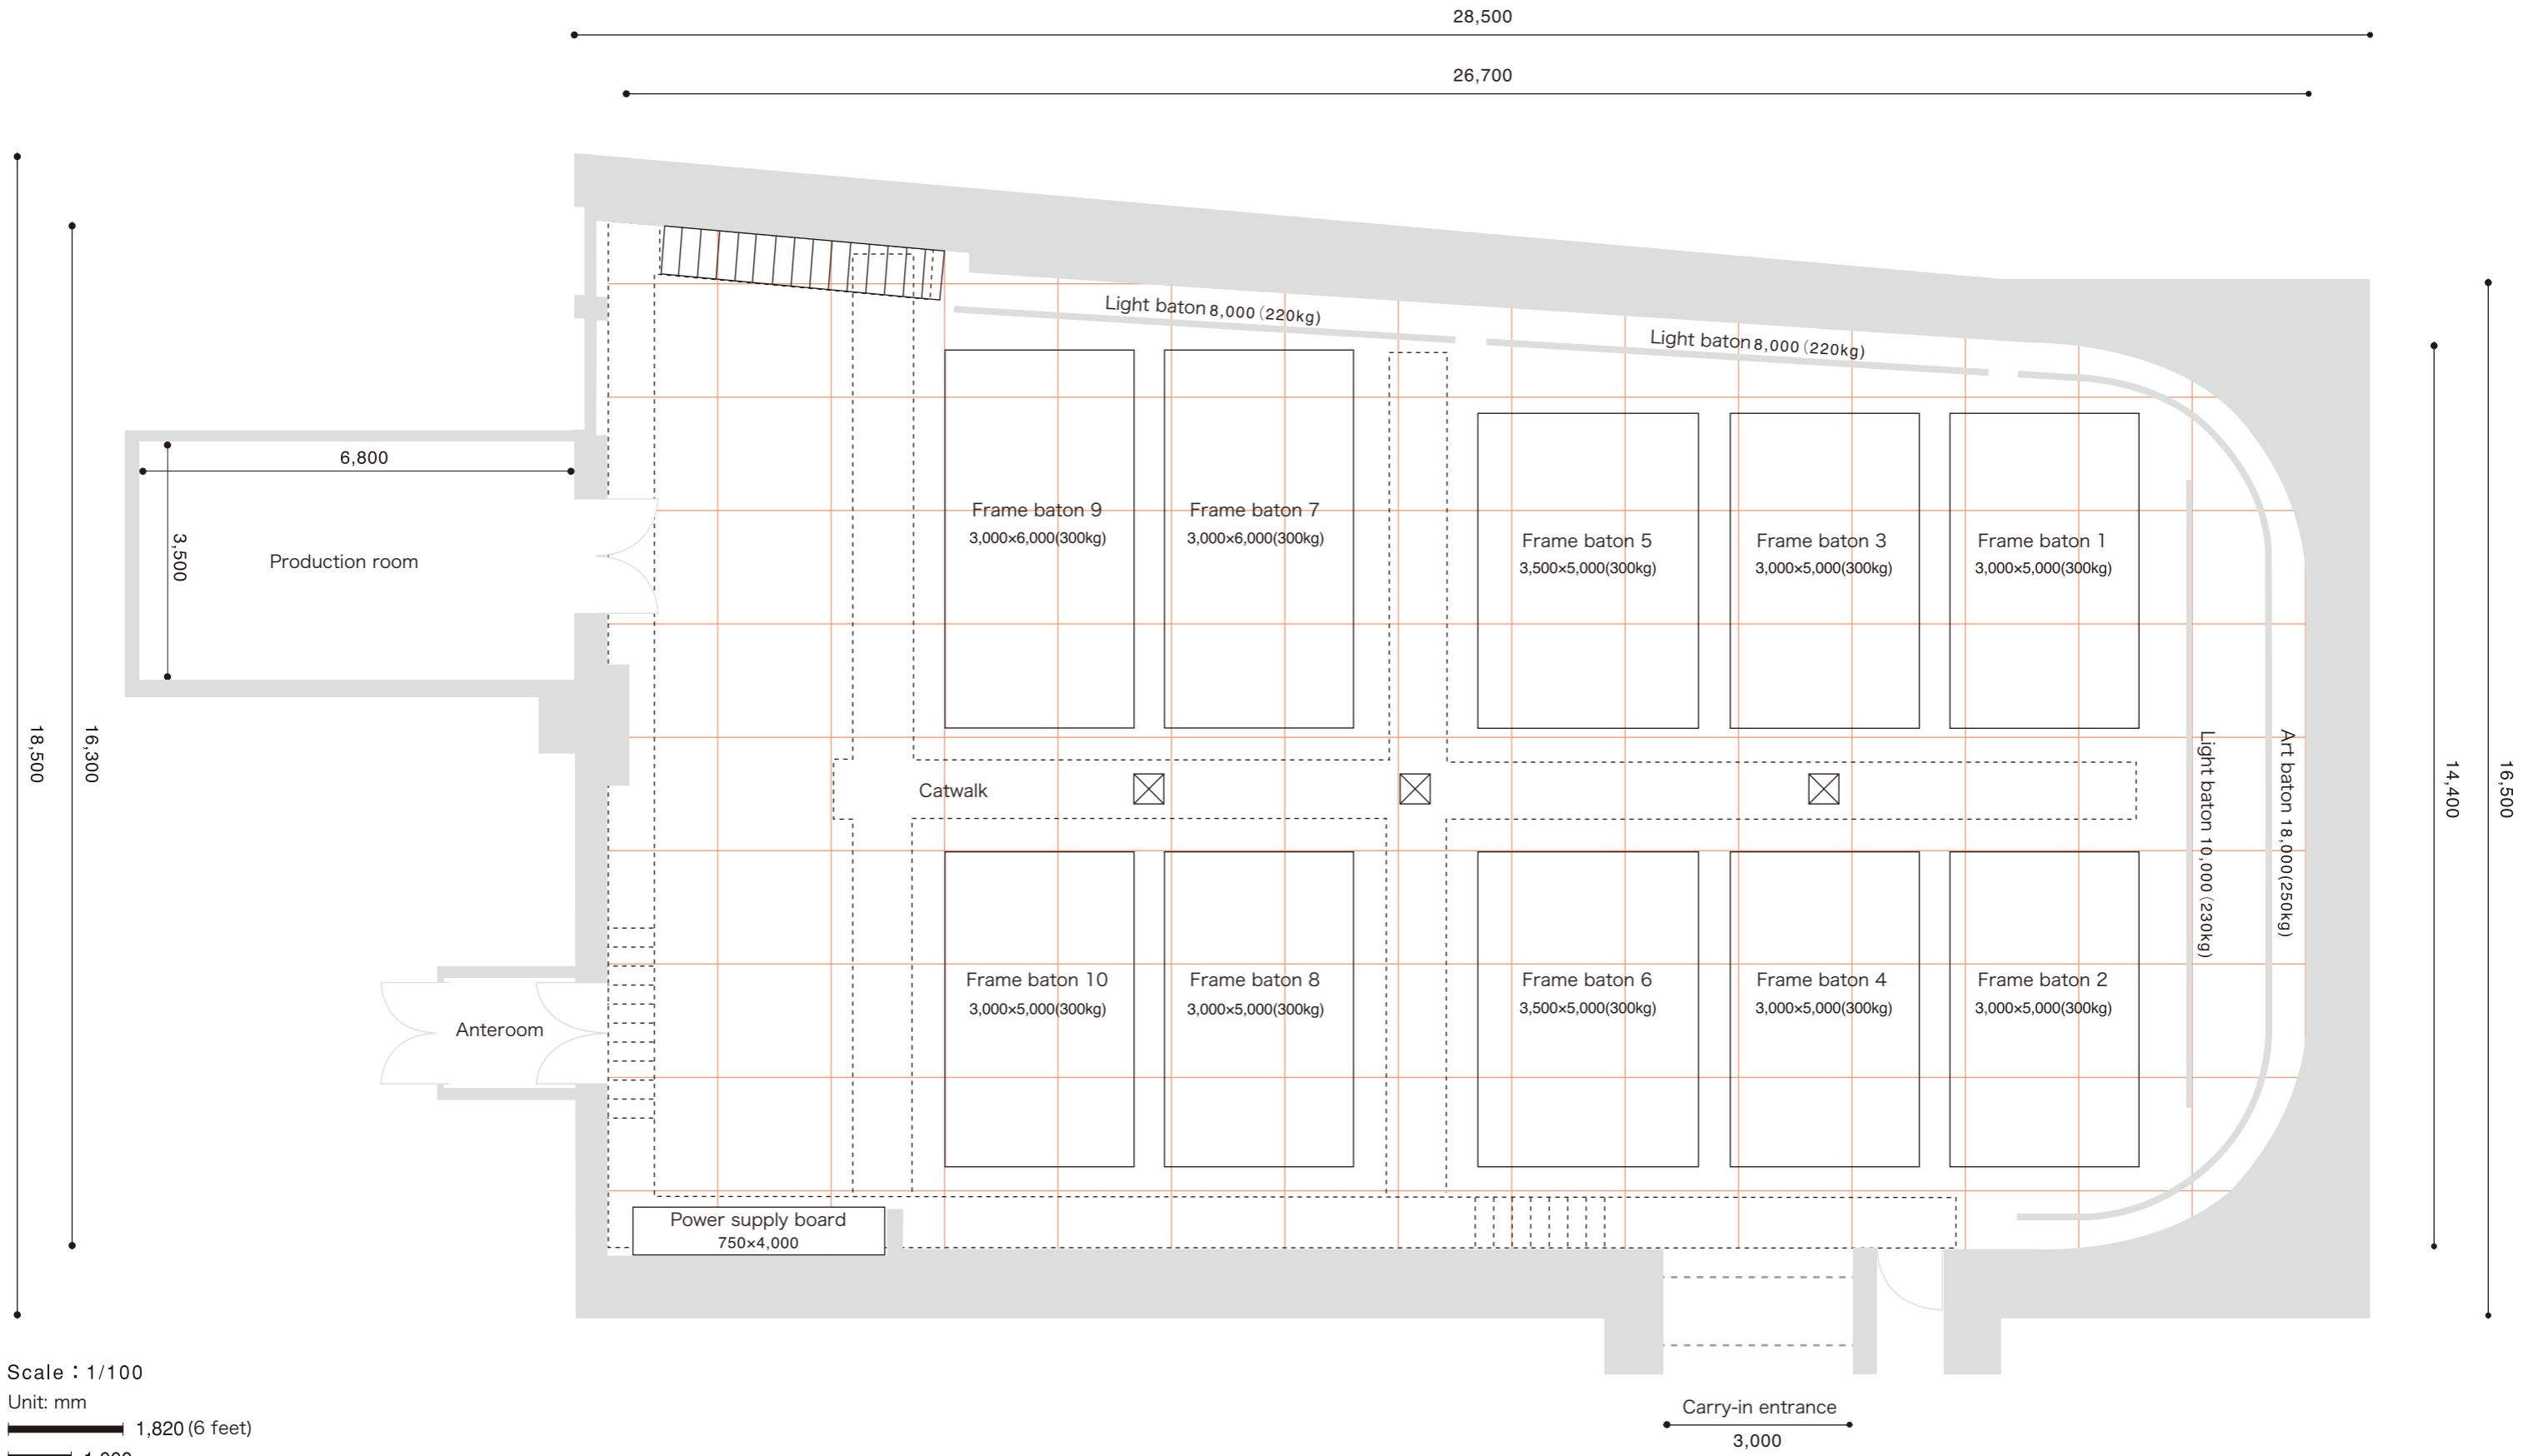 28,500
26,700
18,500
16,300
14,400
16,500
Light baton 8,000 (220kg)
Light baton 8,000 (220kg)
6,800
3,500
Production room
Frame baton 9
3,000×6,000(300kg)
Frame baton 7
3,000×6,000(300kg)
Frame baton 5
3,500×5,000(300kg)
Frame baton 3
3,000×5,000(300kg)
Frame baton 1
3,000×5,000(300kg)
Light baton 10,000 (230kg)
Art baton 18,000(250kg)
Catwalk
Frame baton 10
3,000×5,000(300kg)
Frame baton 8
3,000×5,000(300kg)
Frame baton 6
3,500×5,000(300kg)
Frame baton 4
3,000×5,000(300kg)
Frame baton 2
3,000×5,000(300kg)
Anteroom
Power supply board
750×4,000
Scale：1/100
Unit: mm
1,820 (6 feet)
Carry-in entrance
3,000